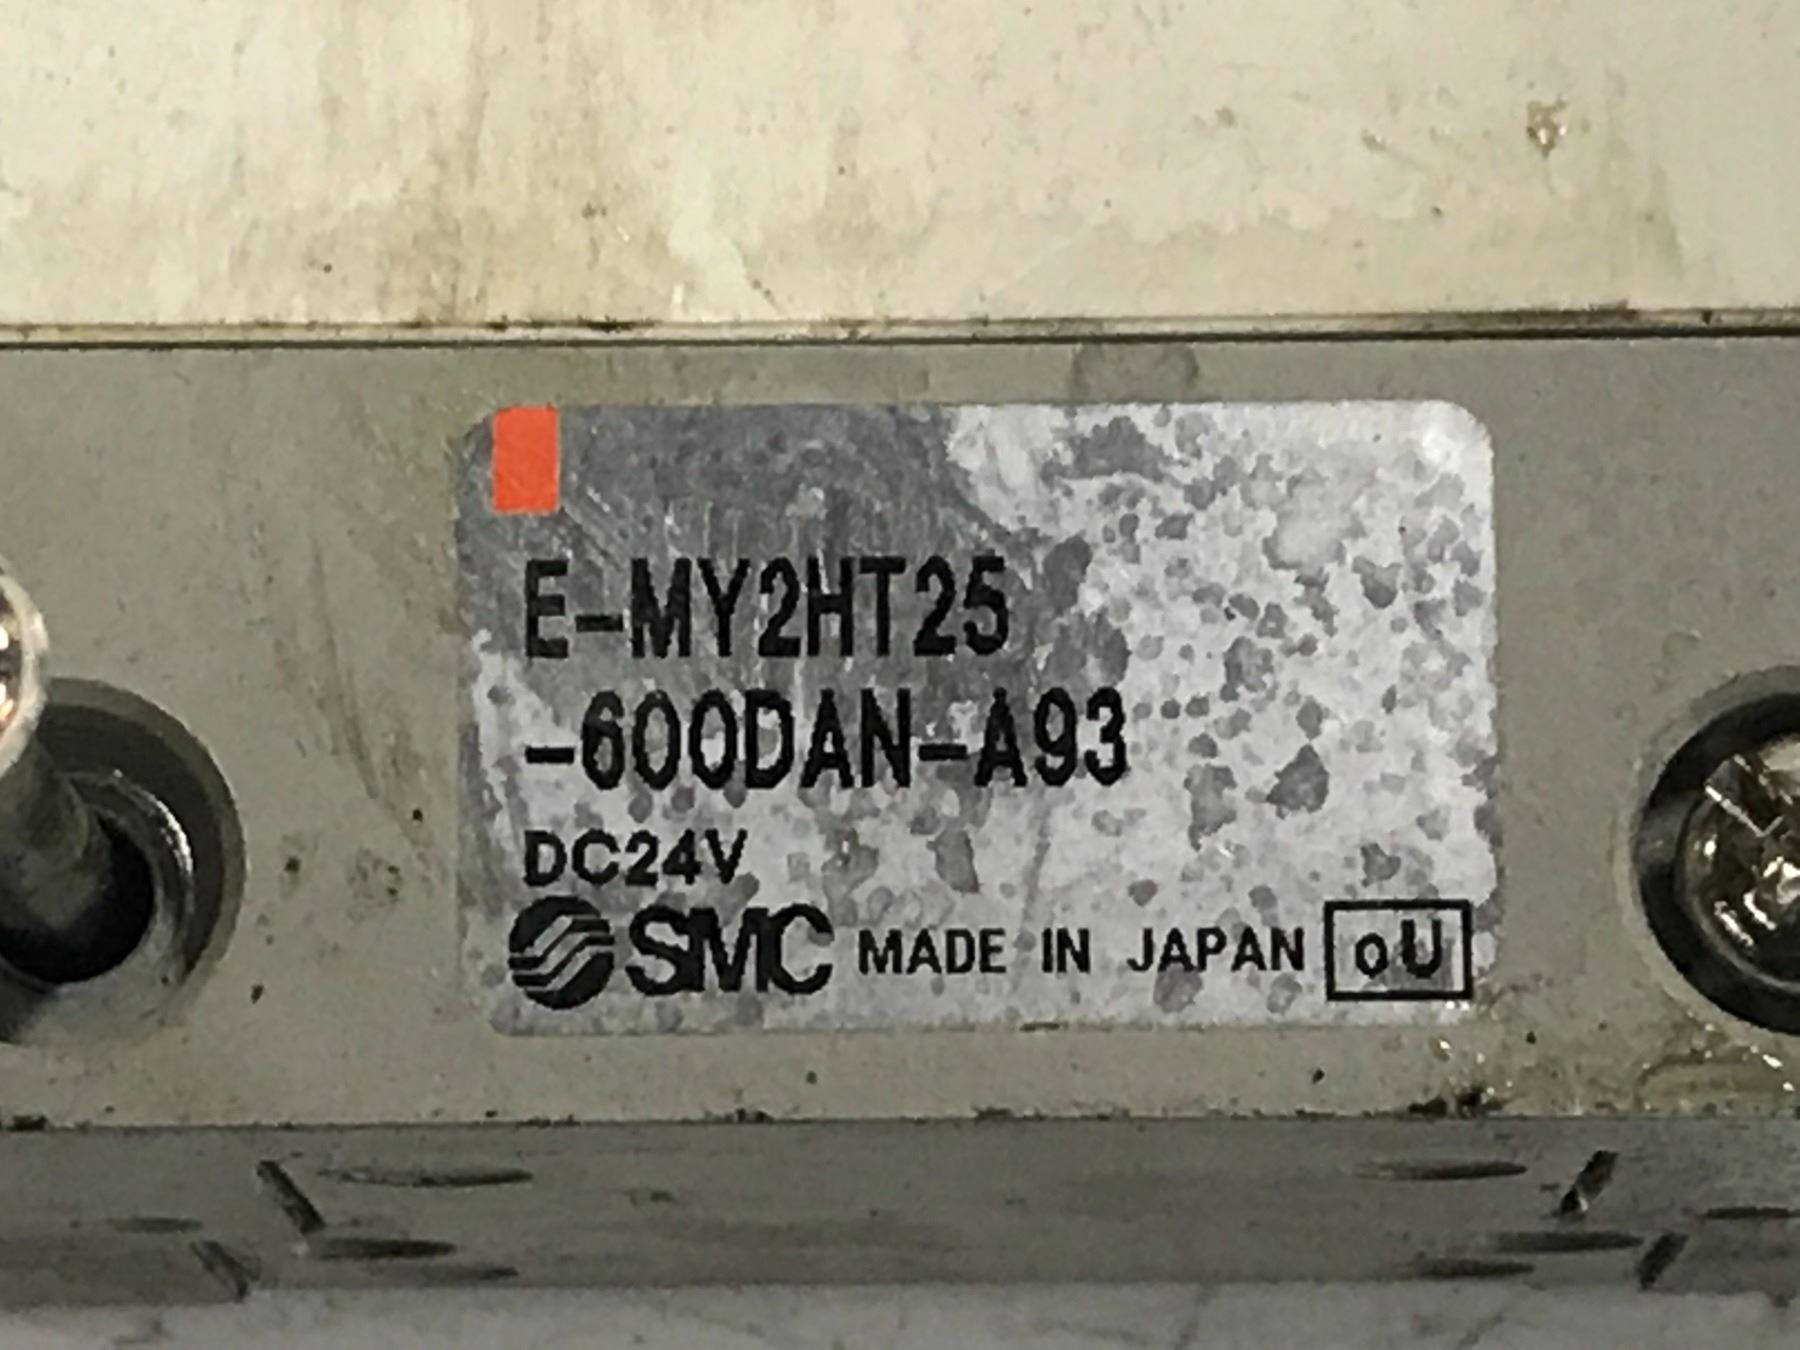 E-MY2HT25
-600DAN-A93
DC24V
SMC MADE IN JAPAN oU